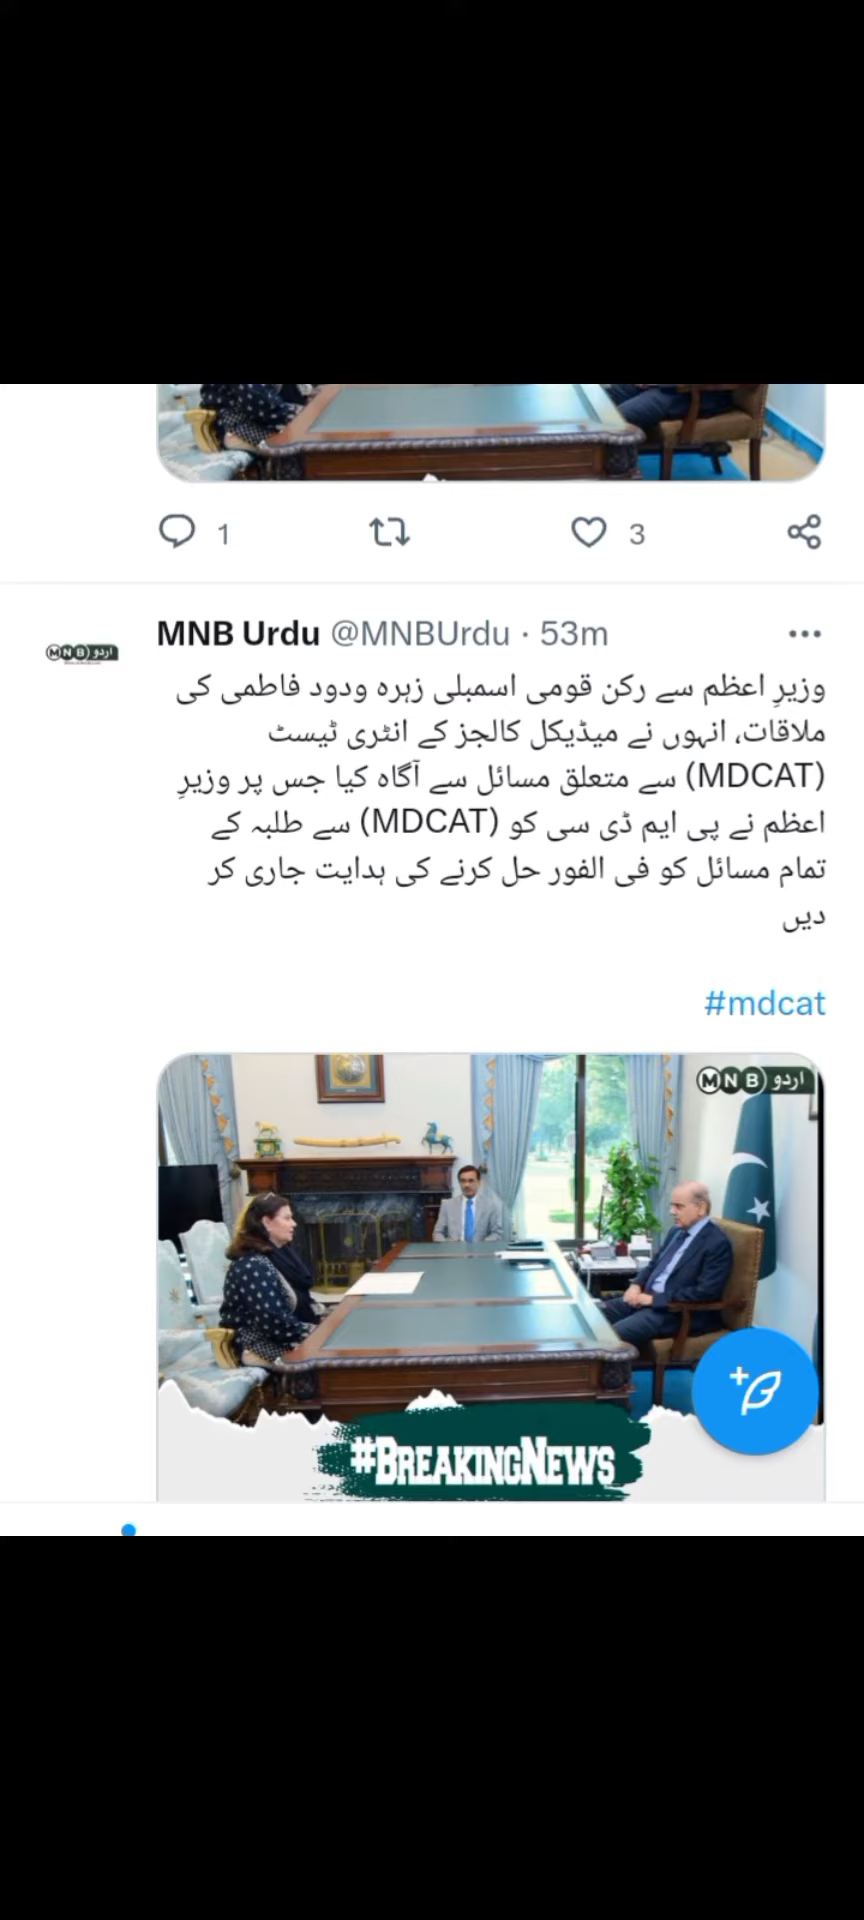 1
3
MNB Urdu @MNBUrdu · 53m
MNB اردو
وزیرِ اعظم سے رکن قومی اسمبلی زہرہ ودود فاطمی کی
ملاقات، انہوں نے میڈیکل کالجز کے انٹری ٹیسٹ
(MDCAT) سے متعلق مسائل سے آگاہ کیا جس پر وزیرِ
اعظم نے پی ایم ڈی سی کو (MDCAT) سے طلبہ کے
تمام مسائل کو فی الفور حل کرنے کی ہدایت جاری کر
دیں
#mdcat
MNB اردو
#BREAKINGNEWS